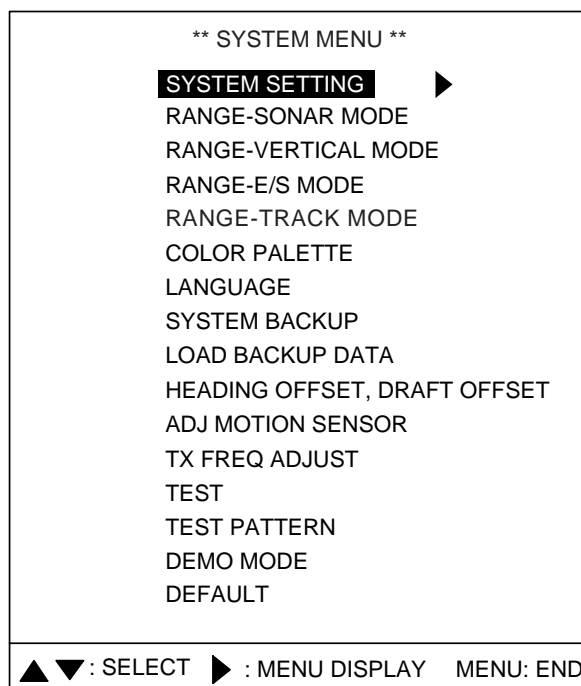 ** SYSTEM MENU **
SYSTEM SETTING
RANGE-SONAR MODE
RANGE-VERTICAL MODE
RANGE-E/S MODE
RANGE-TRACK MODE
COLOR PALETTE
LANGUAGE
SYSTEM BACKUP
LOAD BACKUP DATA
HEADING OFFSET, DRAFT OFFSET
ADJ MOTION SENSOR
TX FREQ ADJUST
TEST
TEST PATTERN
DEMO MODE
DEFAULT
▲ ▼ : SELECT ▶ : MENU DISPLAY MENU: END